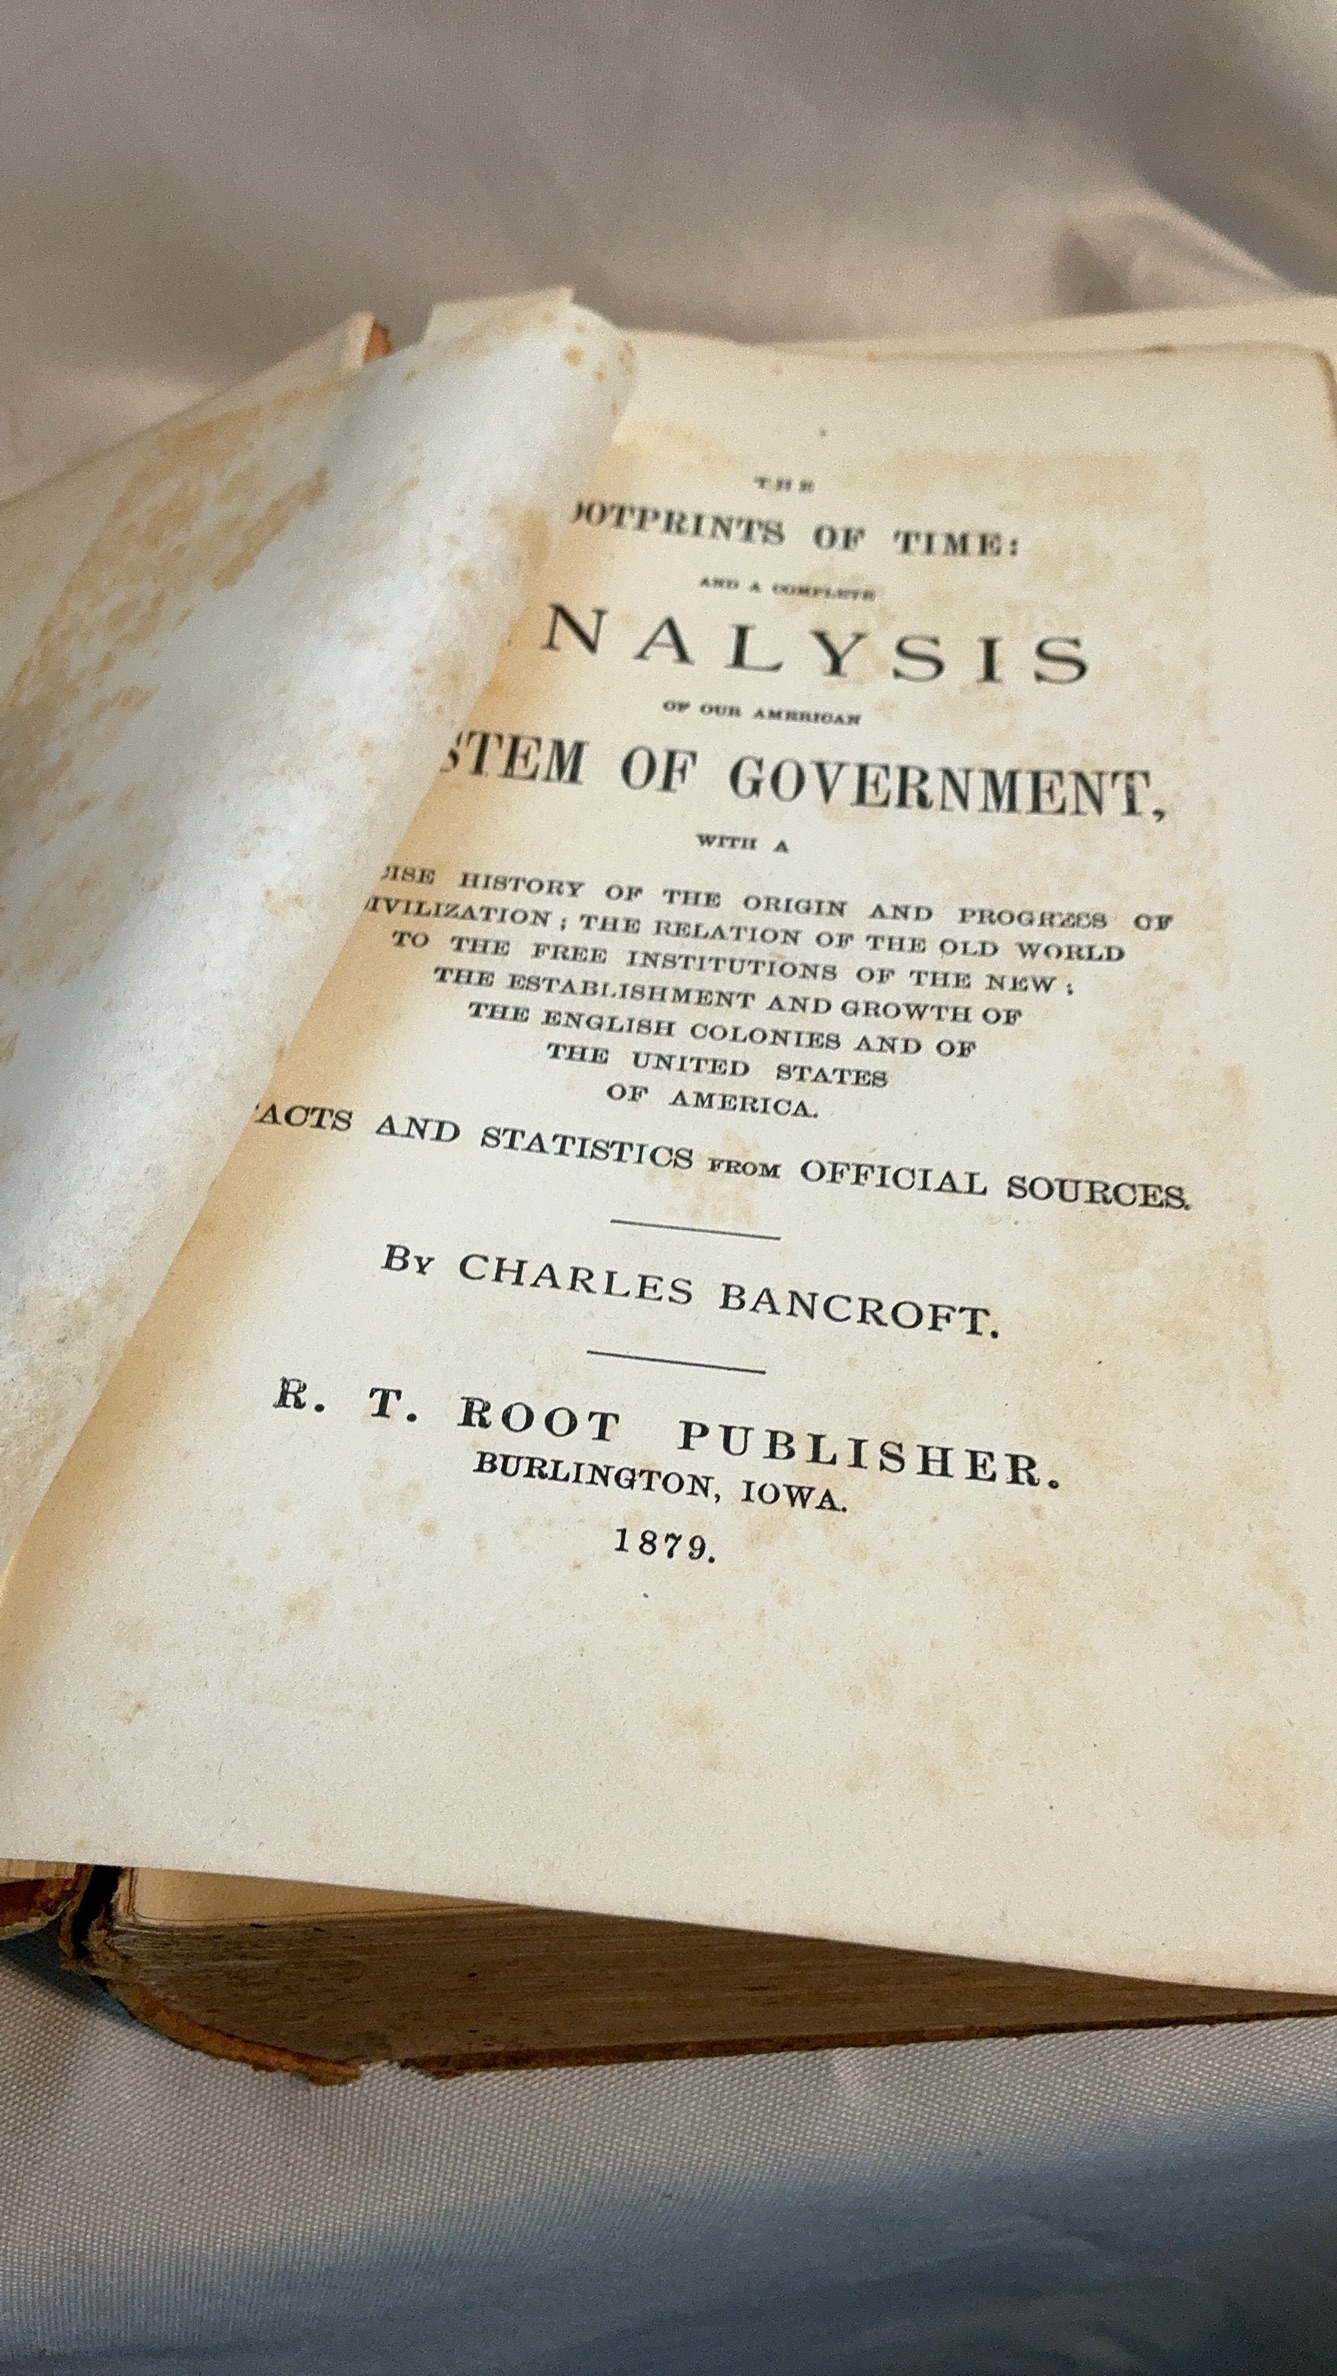 THE
OOTPRINTS OF TIME:
AND A COMPLETE
NALYSIS
OF OUR AMERICAN
STEM OF GOVERNMENT,
WITH A
CISE HISTORY OF THE ORIGIN AND PROGRESS OF
CIVILIZATION; THE RELATION OF THE OLD WORLD
TO THE FREE INSTITUTIONS OF THE NEW;
THE ESTABLISHMENT AND GROWTH OF
THE ENGLISH COLONIES AND OF
THE UNITED STATES
OF AMERICA.
FACTS AND STATISTICS FROM OFFICIAL SOURCES.
BY CHARLES BANCROFT.
R. T. ROOT PUBLISHER.
BURLINGTON, IOWA.
1879.